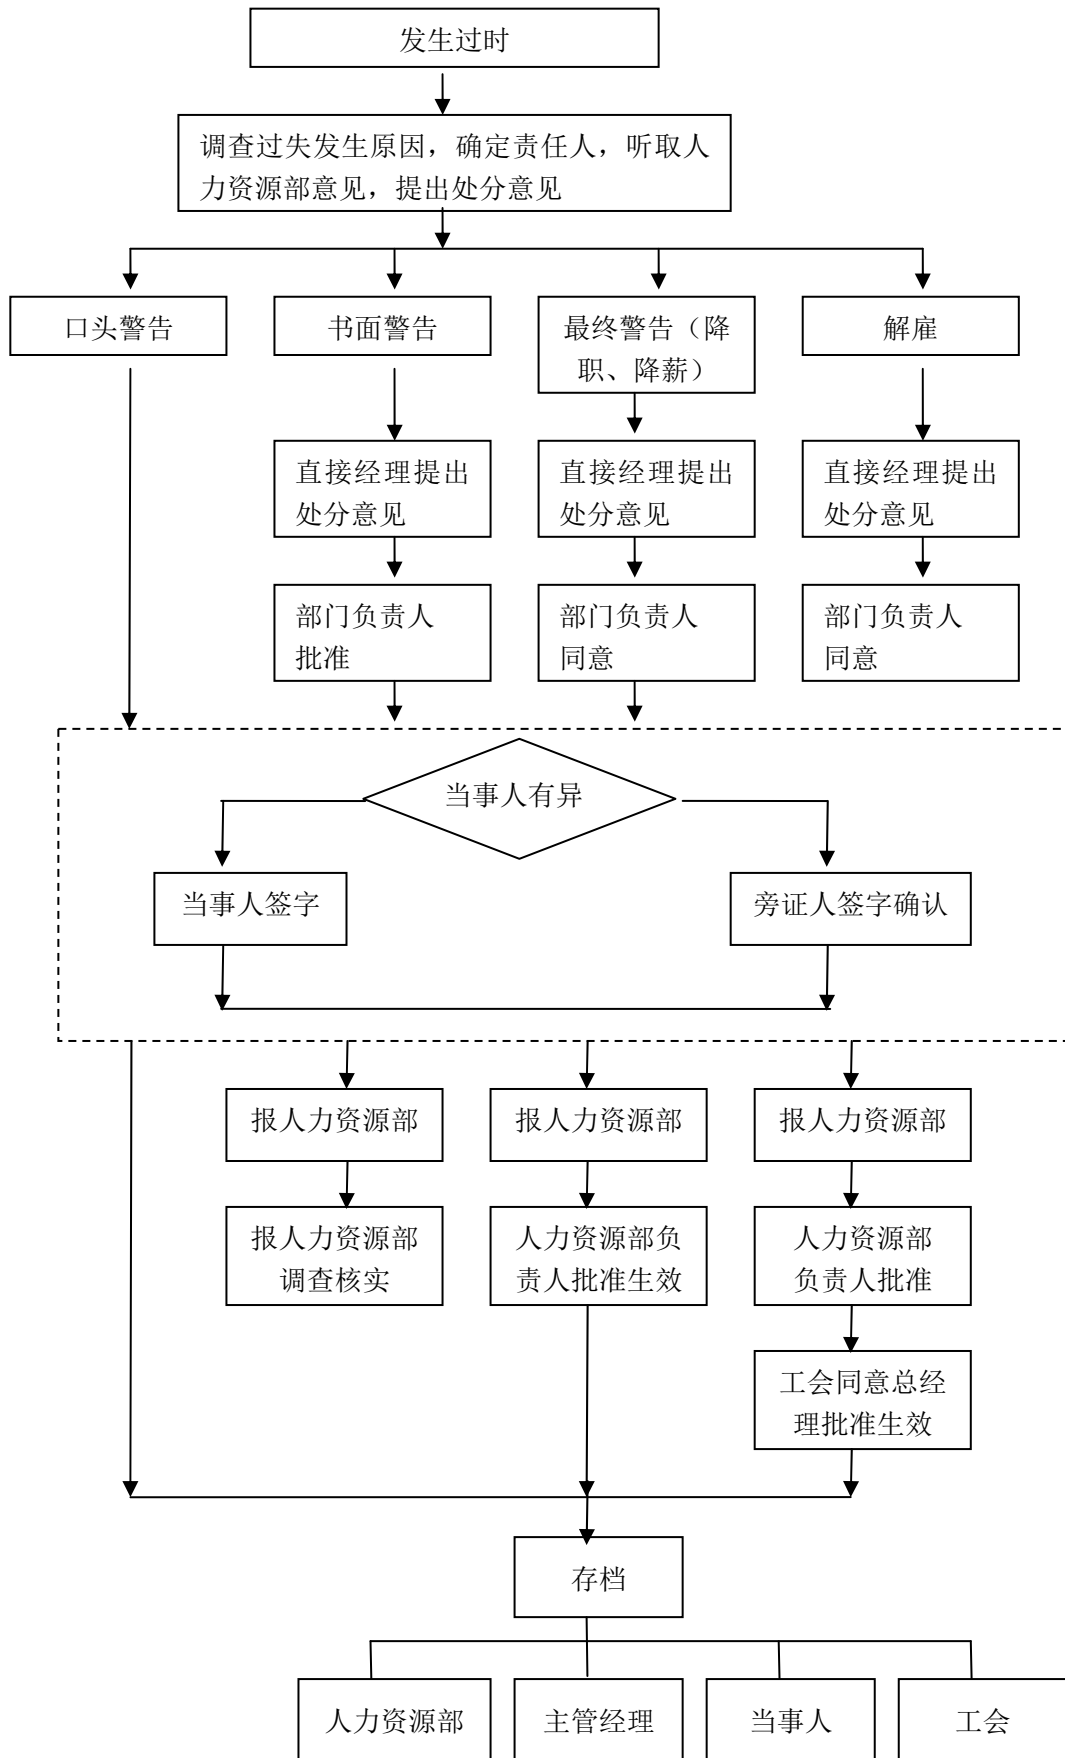 发生过时
调查过失发生原因，确定责任人，听取人
力资源部意见，提出处分意见
口头警告
书面警告
最终警告（降
职、降薪）
解雇
直接经理提出
处分意见
直接经理提出
处分意见
直接经理提出
处分意见
部门负责人
批准
部门负责人
同意
部门负责人
同意
当事人有异
当事人签字
旁证人签字确认
报人力资源部
报人力资源部
报人力资源部
报人力资源部
调查核实
人力资源部负
责人批准生效
人力资源部
负责人批准
工会同意总经
理批准生效
存档
人力资源部
主管经理
当事人
工会